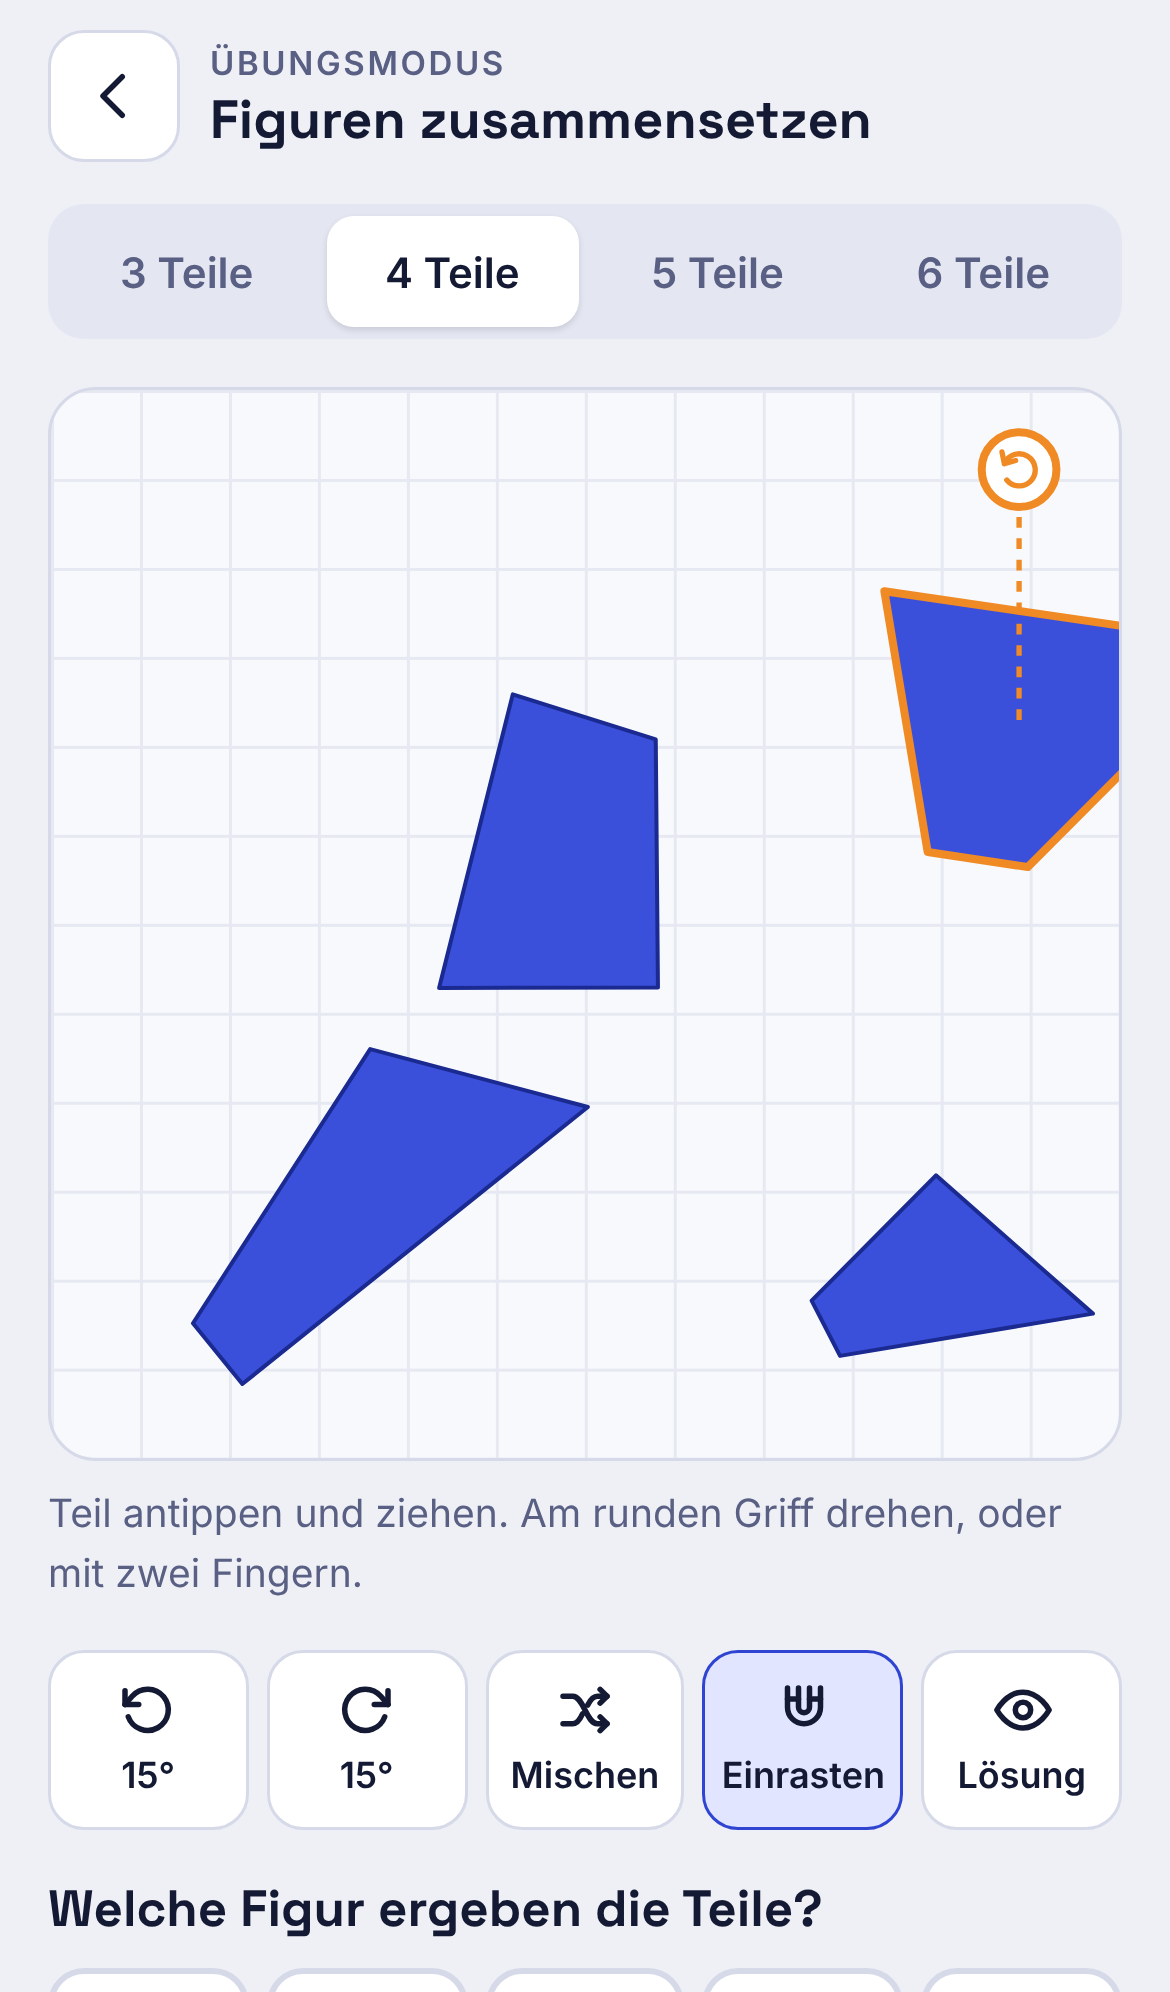 ÜBUNGSMODUS
Figuren zusammensetzen
3 Teile
4 Teile
5 Teile
6 Teile
Teil antippen und ziehen. Am runden Griff drehen, oder
mit zwei Fingern.
15°
15°
Mischen
Einrasten
Lösung
Welche Figur ergeben die Teile?